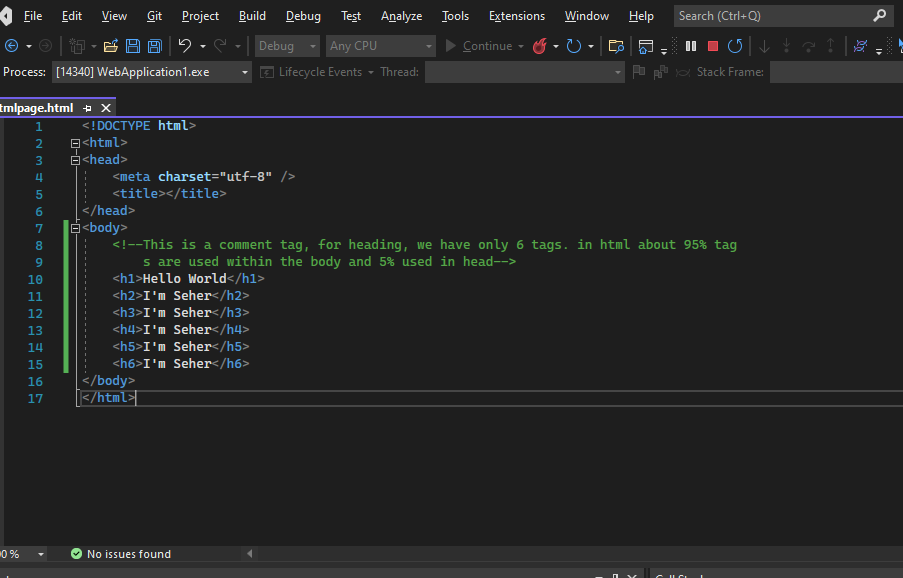 File Edit View Git Project Build Debug Test Analyze Tools Extensions Window Help Search (Ctrl+Q)
Debug Any CPU Continue
Process: [14340] WebApplication1.exe Lifecycle Events Thread: Stack Frame:
tmlpage.html
1 <!DOCTYPE html>
2 <html>
3 <head>
4 <meta charset="utf-8" />
5 <title></title>
6 </head>
7 <body>
8 <!--This is a comment tag, for heading, we have only 6 tags. in html about 95% tag
9 s are used within the body and 5% used in head-->
10 <h1>Hello World</h1>
11 <h2>I'm Seher</h2>
12 <h3>I'm Seher</h3>
13 <h4>I'm Seher</h4>
14 <h5>I'm Seher</h5>
15 <h6>I'm Seher</h6>
16 </body>
17 </html>
0 % No issues found